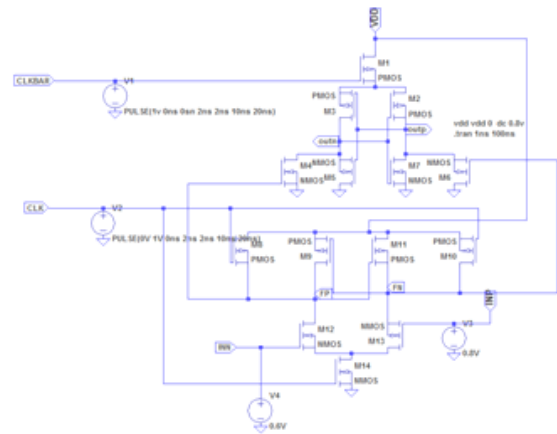 VDD
M1
CLKBAR
PMOS
V1
PMOS
M2
PULSE(1v 0ns 0sn 2ns 2ns 10ns 20ns)
M3
PMOS
vdd vdd 0 dc 0.8v
.tran 1ns 100ns
outn
outp
M4
NMOS
M7
NMOS
M5
M6
NMOS
NMOS
CLK
V2
PULSE(0V 1V 0ns 2ns 2ns 10ns 20ns)
M8
PMOS
M11
PMOS
M9
M10
PMOS
PMOS
FP
FN
INP
M12
NMOS
V3
INN
NMOS
M13
M14
0.8V
V4
NMOS
0.6V